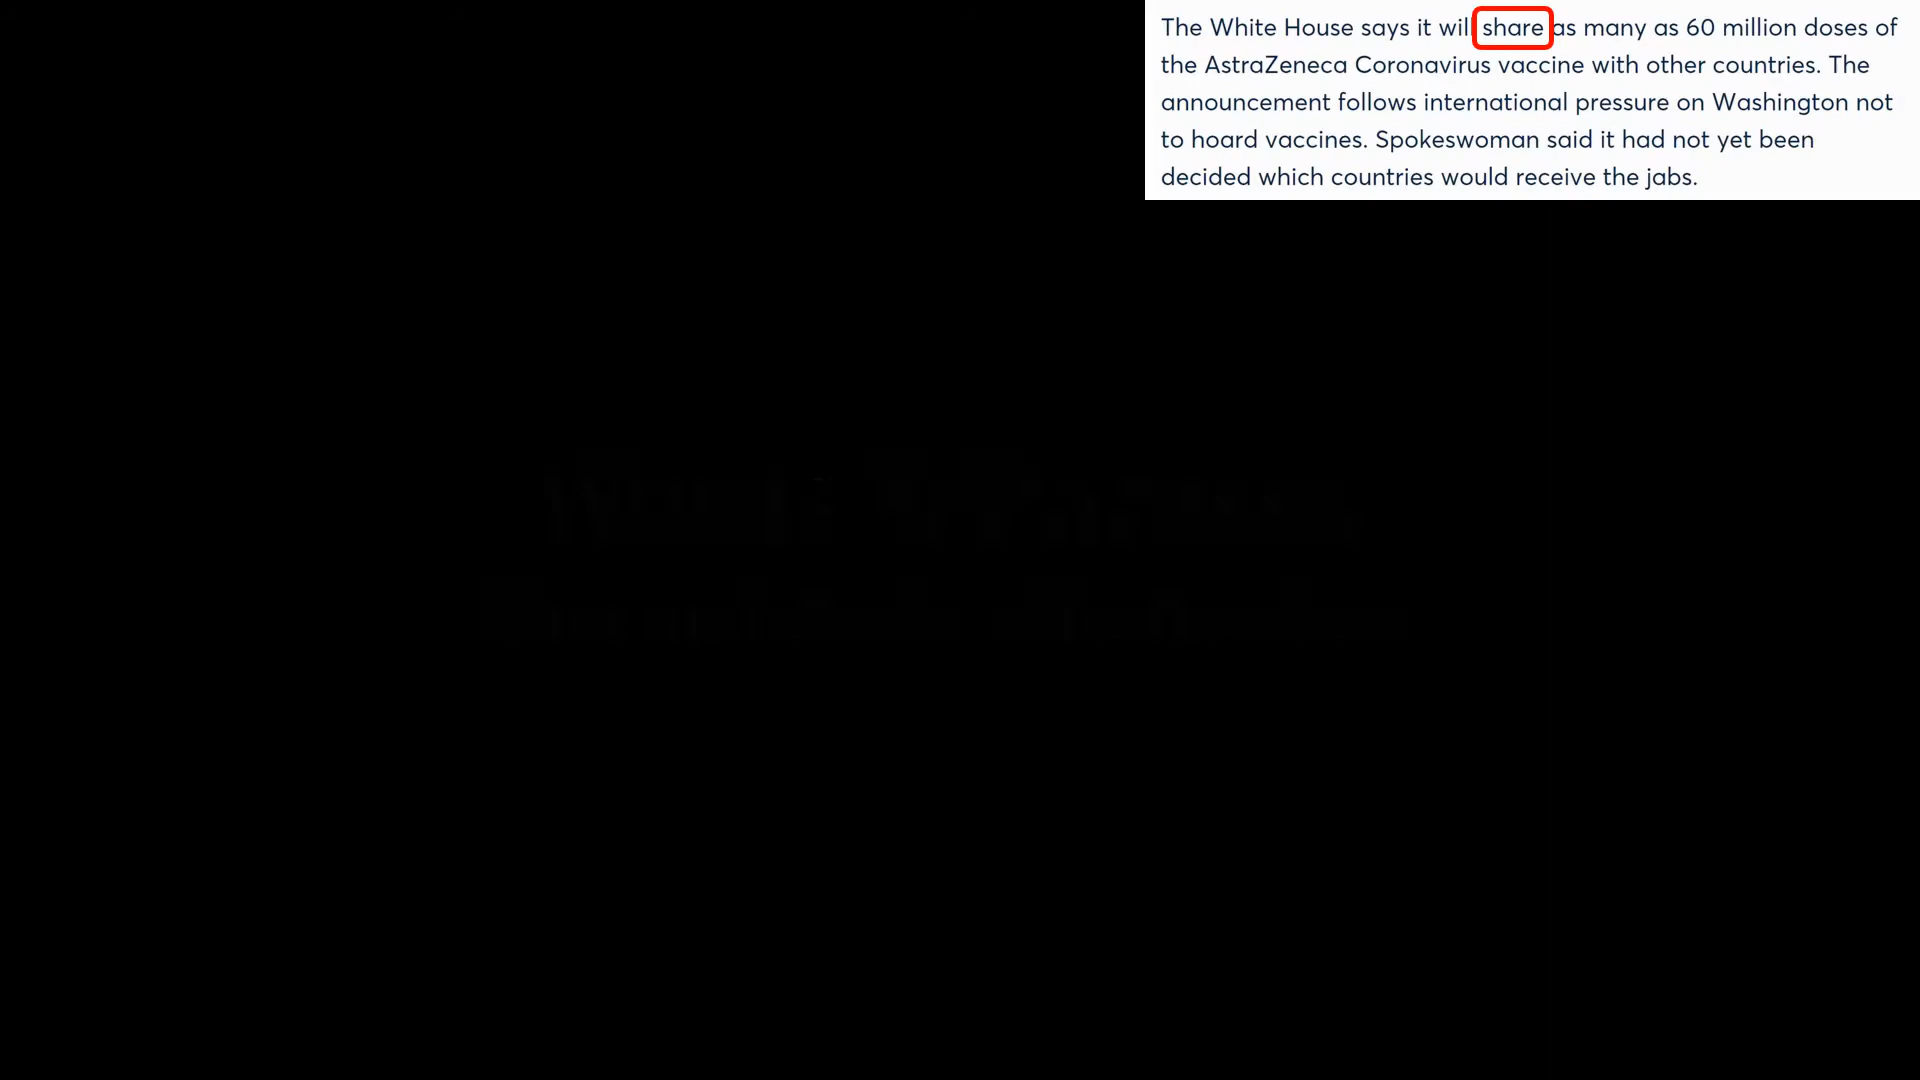 The White House says it will share as many as 60 million doses of
the AstraZeneca Coronavirus vaccine with other countries. The
announcement follows international pressure on Washington not
to hoard vaccines. Spokeswoman said it had not yet been
decided which countries would receive the jabs.